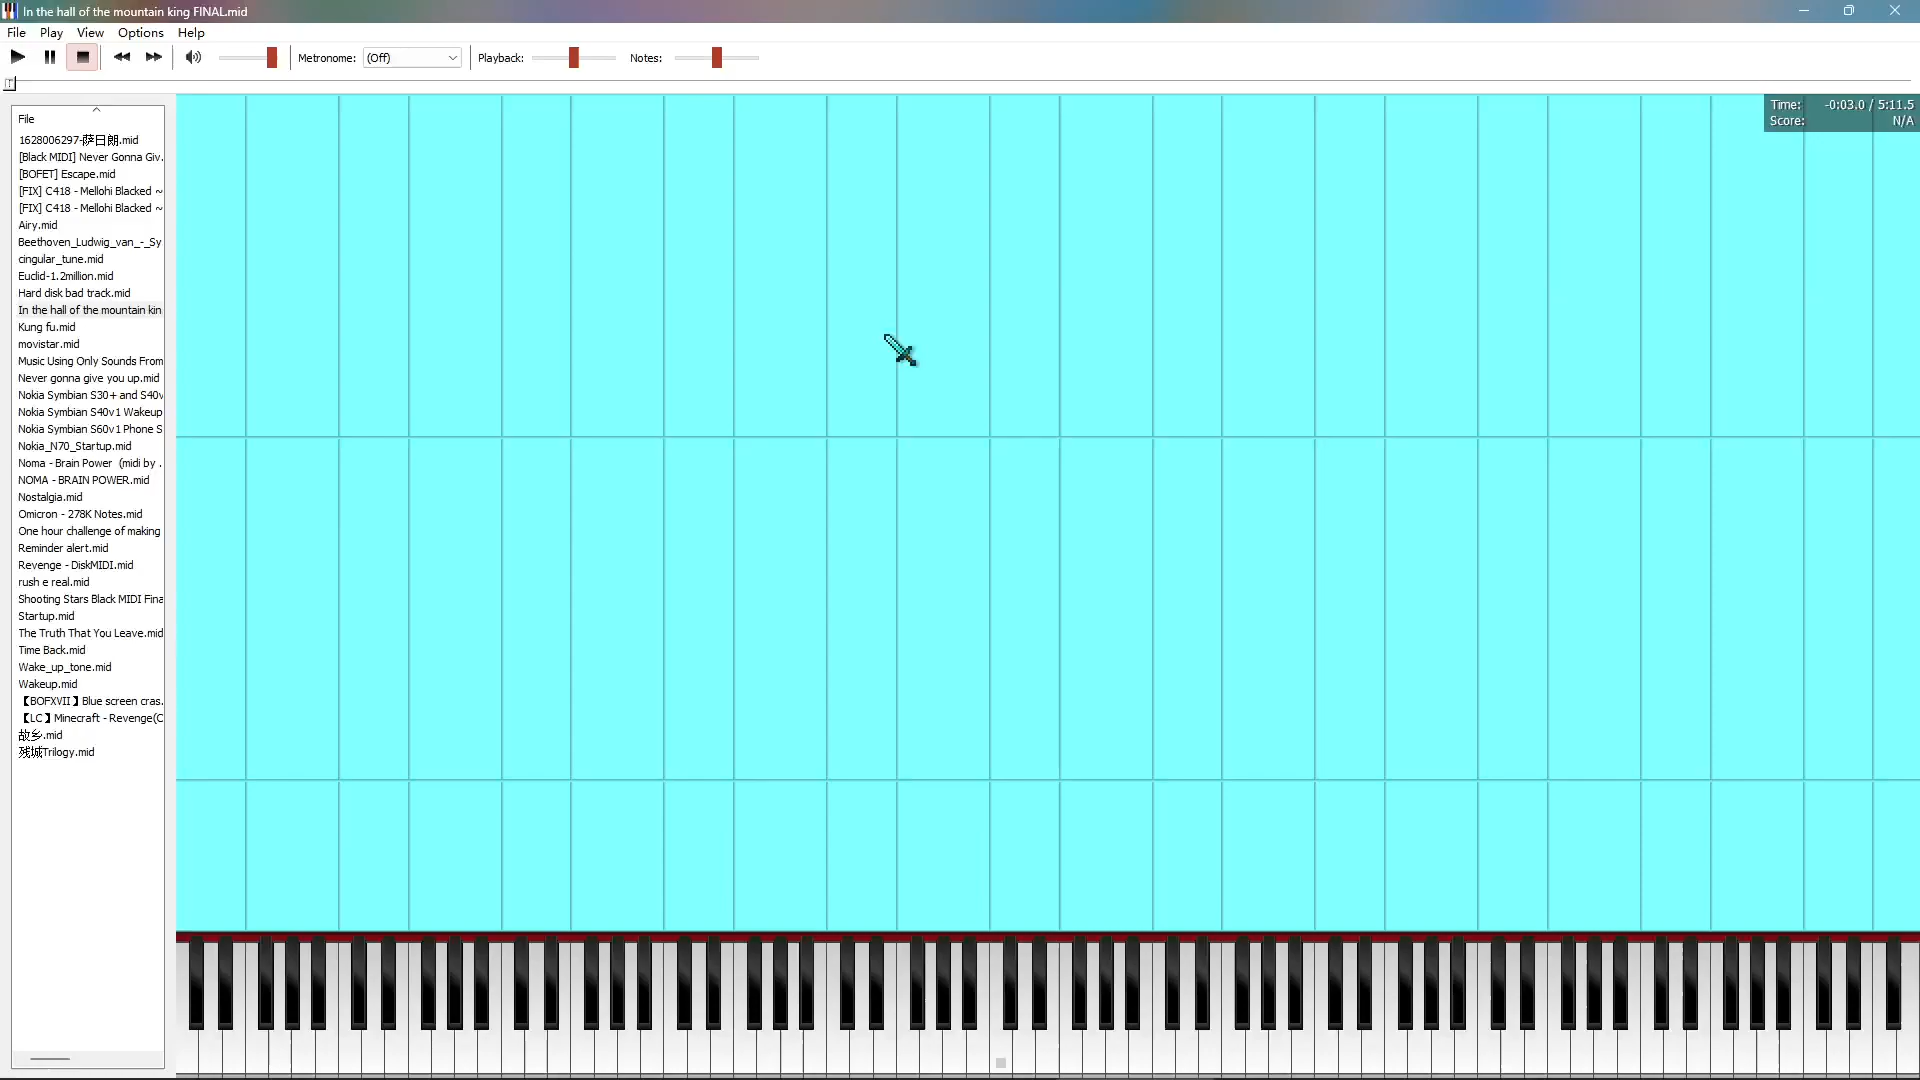 In the hall of the mountain king FINAL.mid
File Play View Options Help
Metronome: (Off) Playback: Notes:
Time: -0:03.0 / 5:11.5
Score: N/A
File
1628006297-萨日朗.mid
[Black MIDI] Never Gonna Giv.
[BOFET] Escape.mid
[FIX] C418 - Mellohi Blacked ~
[FIX] C418 - Mellohi Blacked ~
Airy.mid
Beethoven_Ludwig_van_-_Sy
cingular_tune.mid
Euclid-1.2million.mid
Hard disk bad track.mid
In the hall of the mountain kin
Kung fu.mid
movistar.mid
Music Using Only Sounds From
Never gonna give you up.mid
Nokia Symbian S30+ and S40v
Nokia Symbian S40v1 Wakeup
Nokia Symbian S60v1 Phone S
Nokia_N70_Startup.mid
Noma - Brain Power (midi by .
NOMA - BRAIN POWER.mid
Nostalgia.mid
Omicron - 278K Notes.mid
One hour challenge of making
Reminder alert.mid
Revenge - DiskMIDI.mid
rush e real.mid
Shooting Stars Black MIDI Fina
Startup.mid
The Truth That You Leave.mid
Time Back.mid
Wake_up_tone.mid
Wakeup.mid
【BOFXVII】Blue screen cras.
【LC】Minecraft - Revenge(C
故乡.mid
残城Trilogy.mid